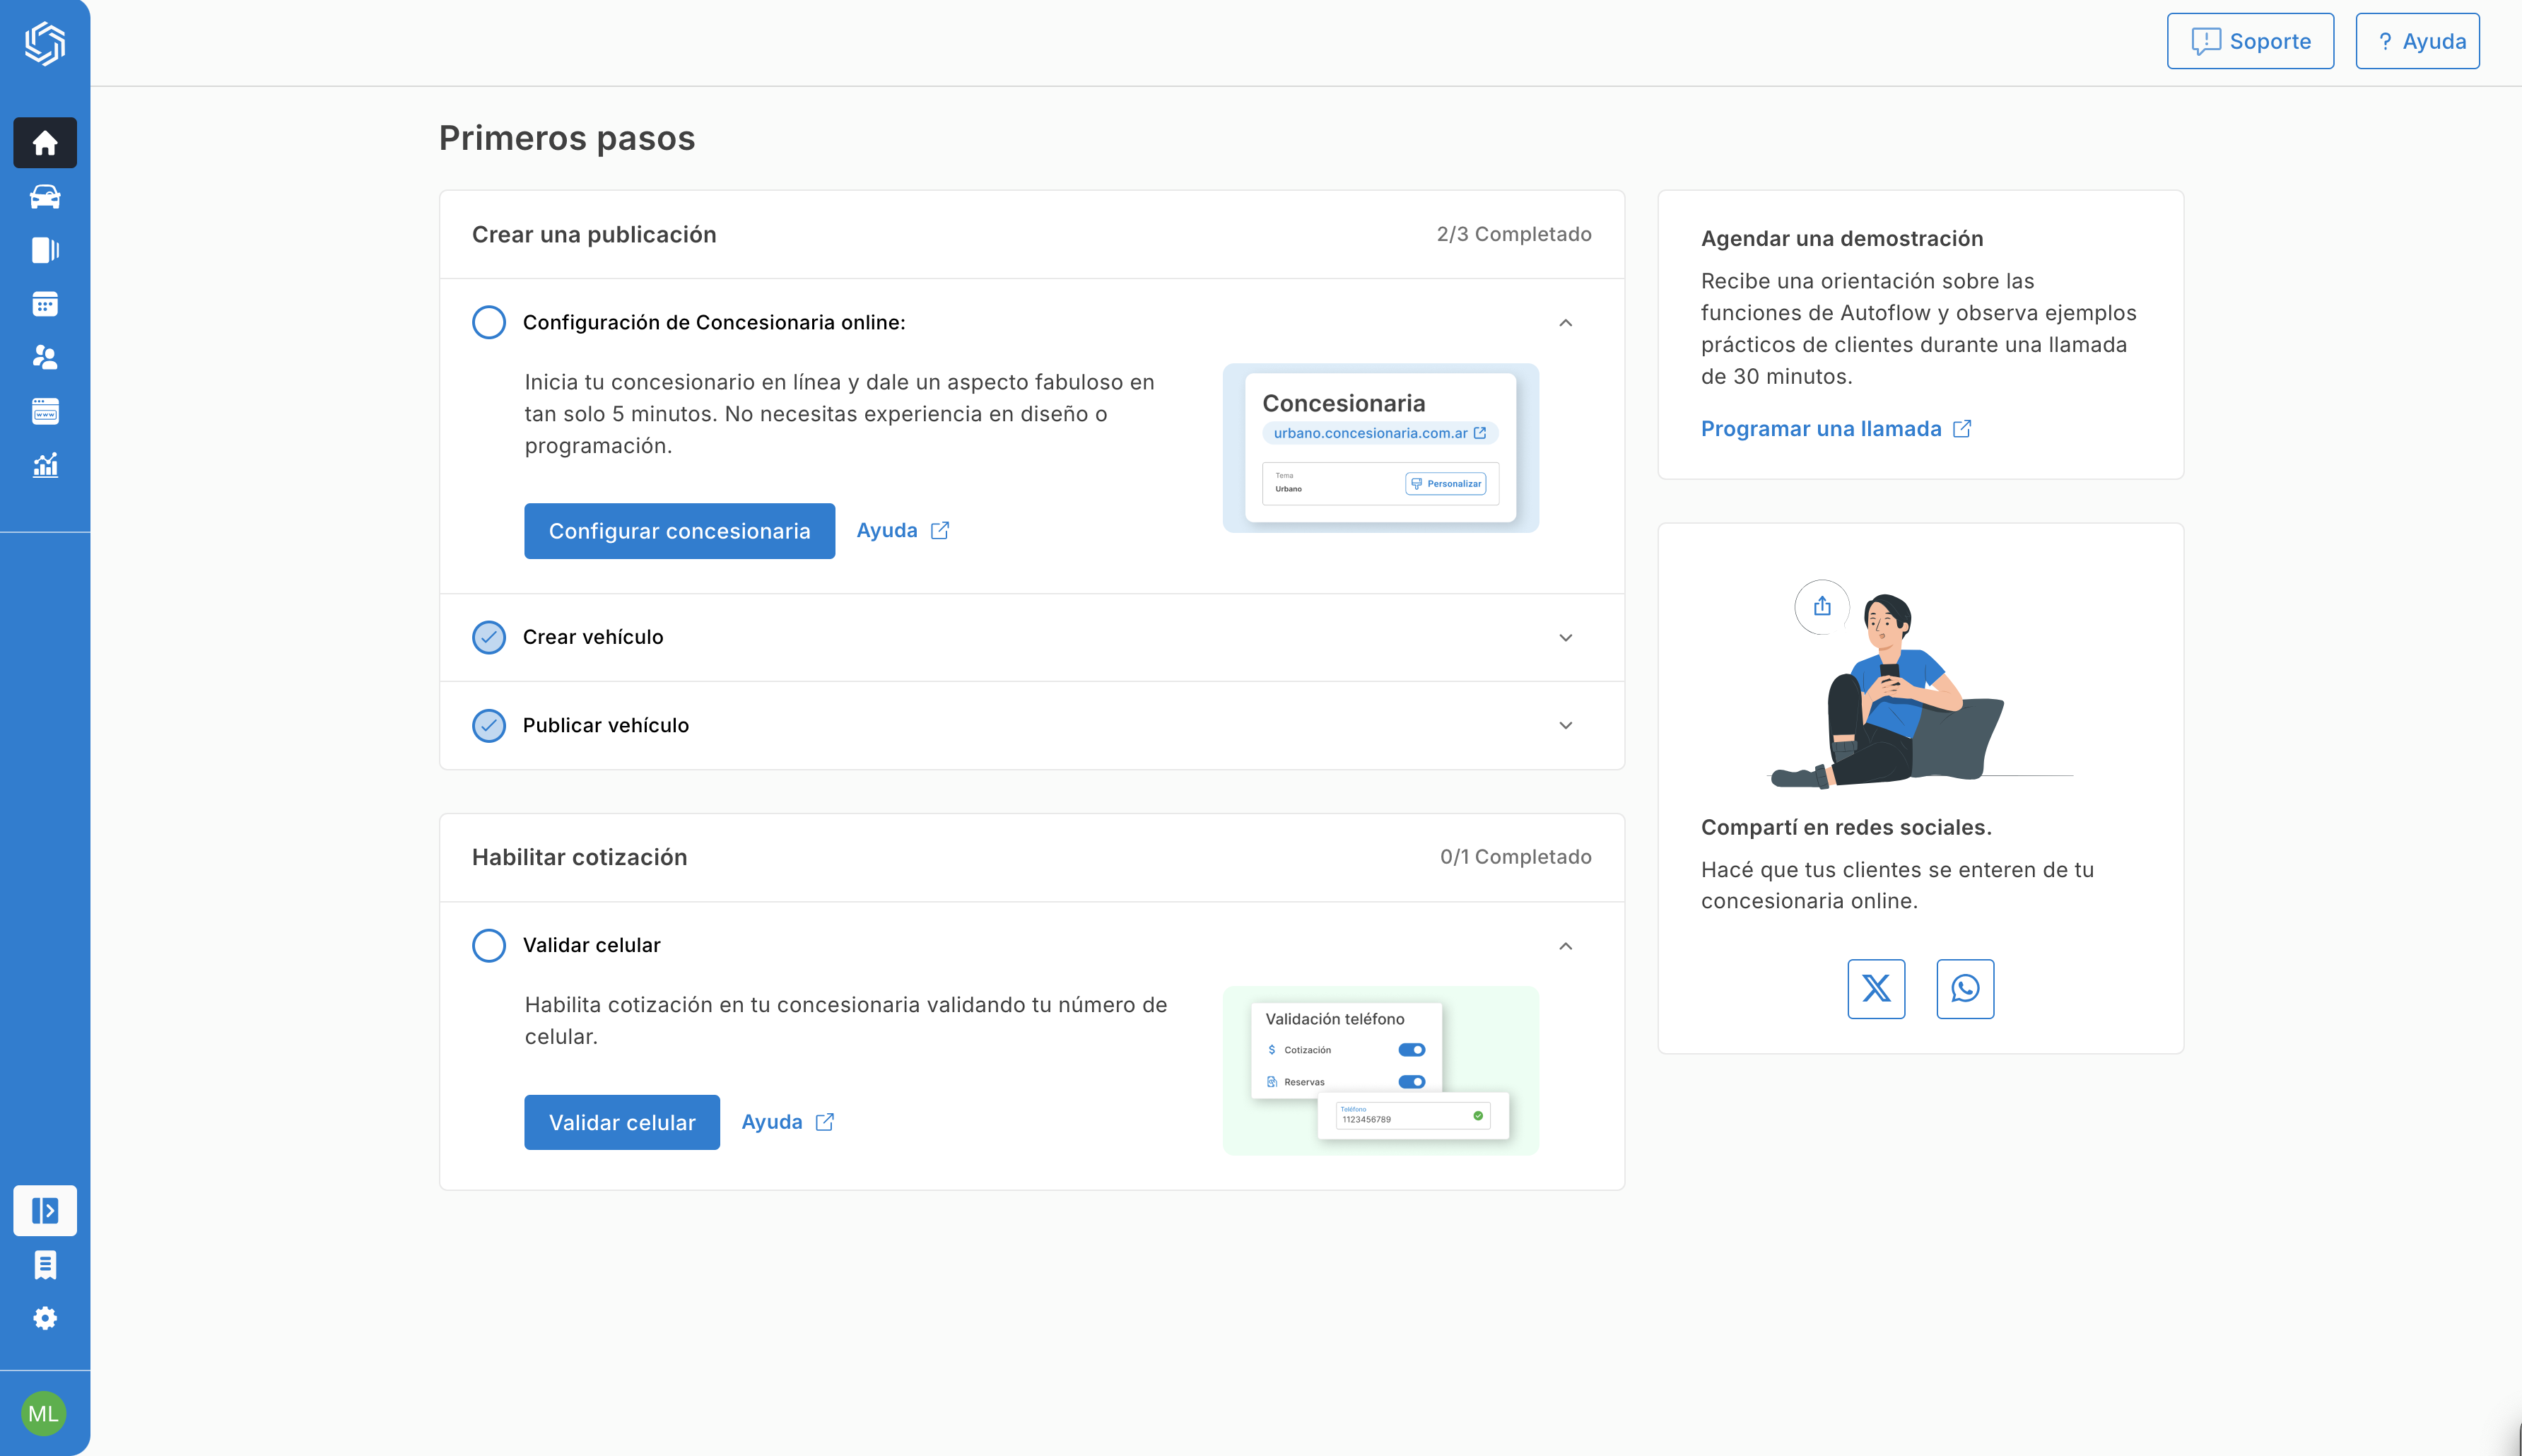 Soporte
? Ayuda
Primeros pasos
Crear una publicación
2/3 Completado
Configuración de Concesionaria online:
Inicia tu concesionario en línea y dale un aspecto fabuloso en
tan solo 5 minutos. No necesitas experiencia en diseño o
programación.
Configurar concesionaria
Ayuda
Concesionaria
urbano.concesionaria.com.ar
Tema
Urbano
Personalizar
Crear vehículo
Publicar vehículo
Habilitar cotización
0/1 Completado
Validar celular
Habilita cotización en tu concesionaria validando tu número de
celular.
Validar celular
Ayuda
Validación teléfono
$ Cotización
Reservas
Teléfono
1123456789
Agendar una demostración
Recibe una orientación sobre las
funciones de Autoflow y observa ejemplos
prácticos de clientes durante una llamada
de 30 minutos.
Programar una llamada
Compartí en redes sociales.
Hacé que tus clientes se enteren de tu
concesionaria online.
www
ML